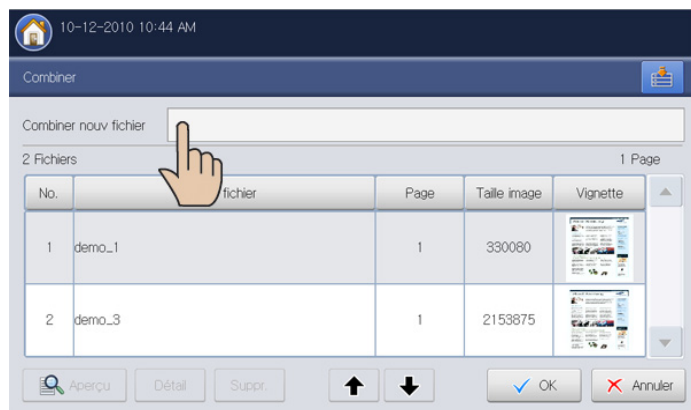 10-12-2010 10:44 AM
Combiner
Combiner nouv fichier
2 Fichiers 1 Page
No. fichier Page Taille image Vignette
1 demo_1 1 330080
2 demo_3 1 2153875
Aperçu Détail Suppr. OK Annuler